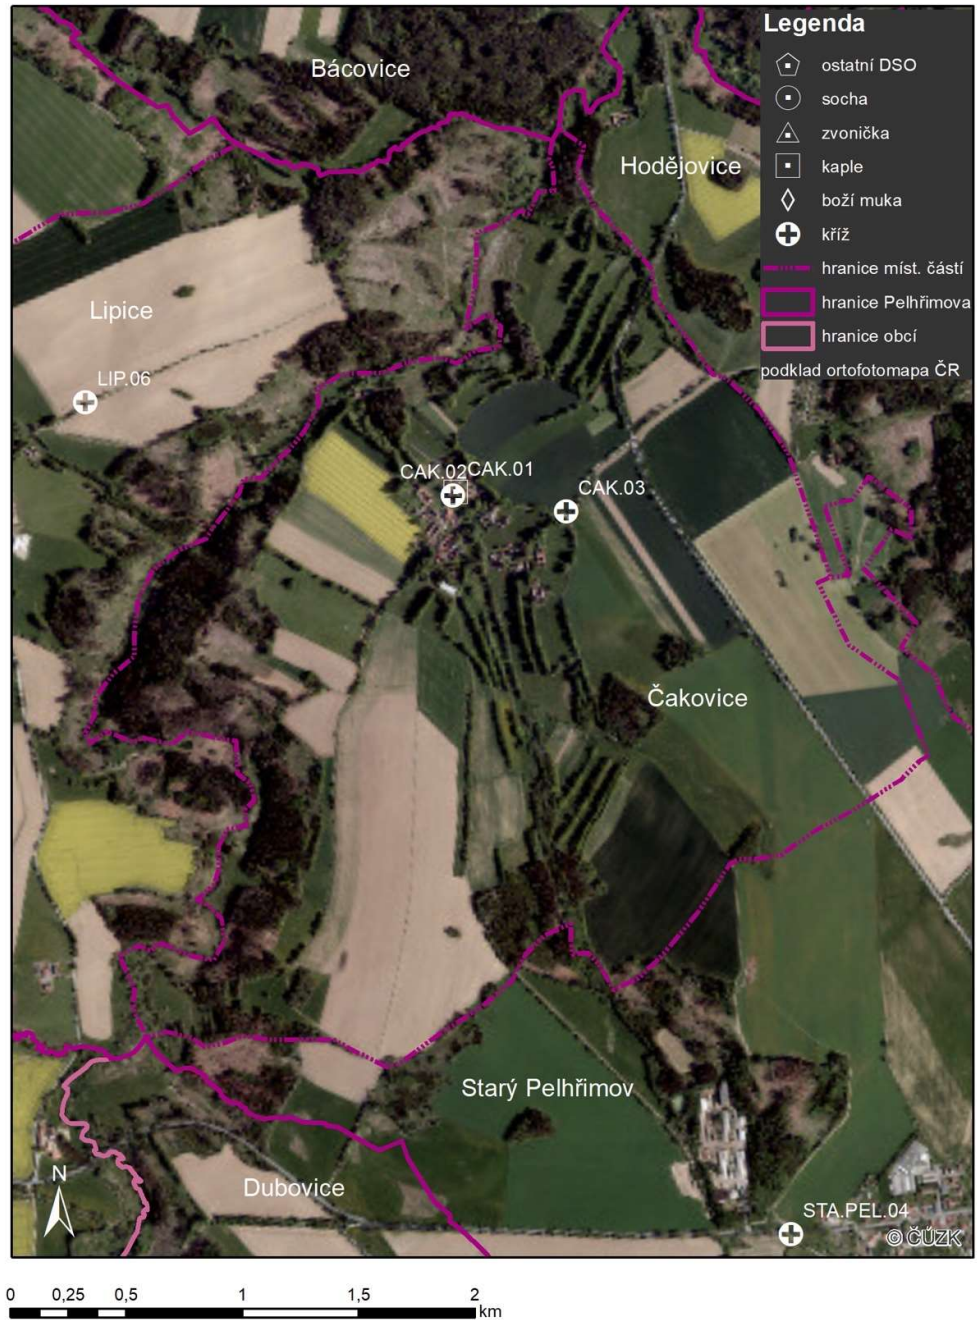 Legenda
ostatní DSO
socha
zvonička
kaple
boží muka
kříž
hranice míst. částí
hranice Pelhřimova
hranice obcí
podklad ortofotomapa ČR
Bácovice
Hodějovice
Lipice
LIP.06
CAK.02
CAK.01
CAK.03
Čakovice
Starý Pelhřimov
Dubovice
N
STA.PEL.04
© ČÚZK
0 0,25 0,5 1 1,5 2
km